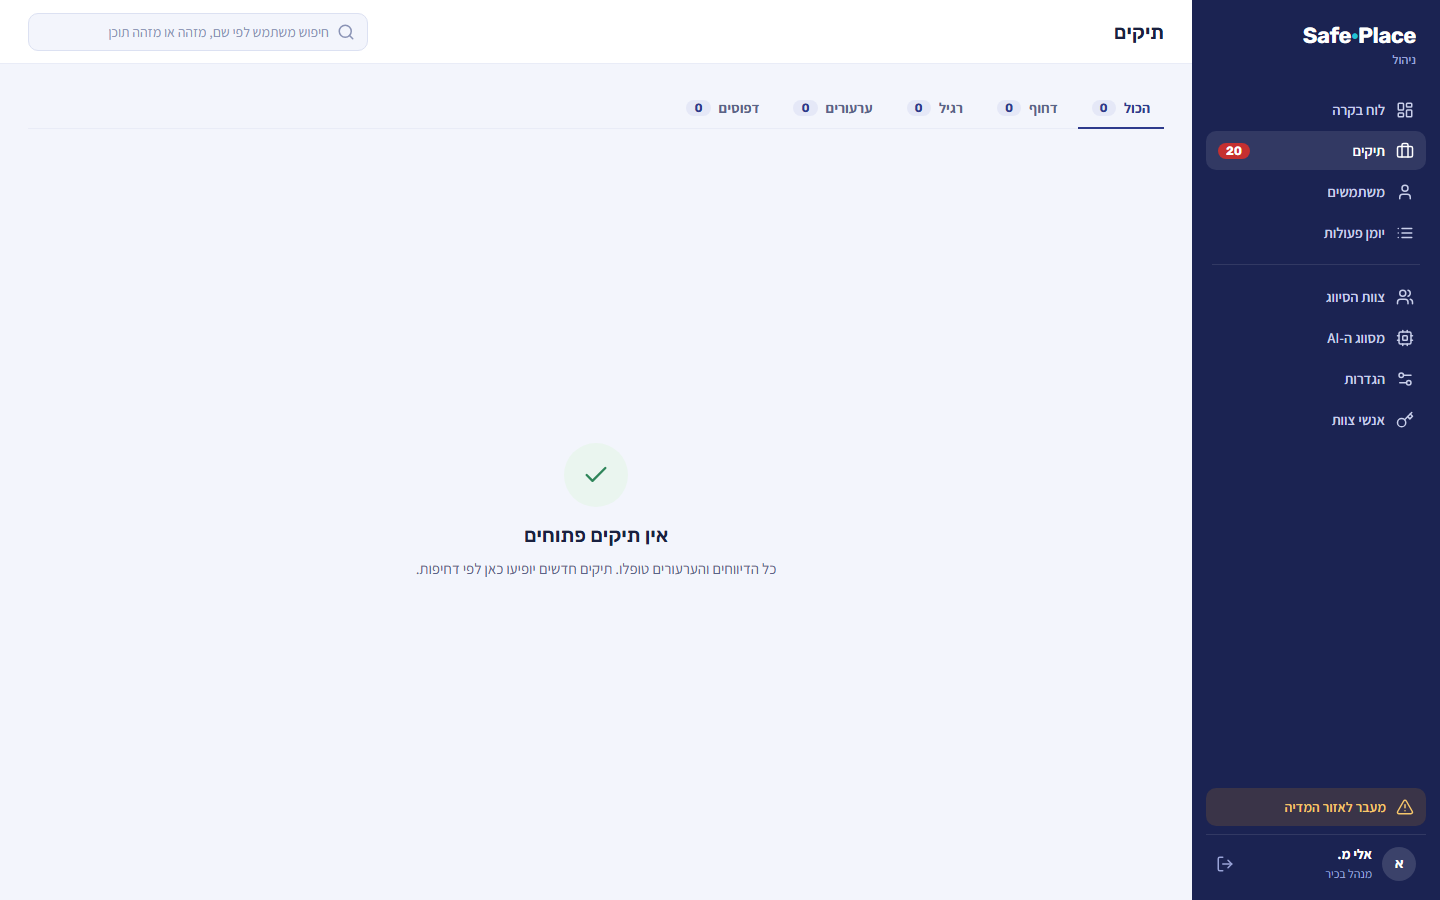 Safe•Place
ניהול
לוח בקרה
תיקים 20
משתמשים
יומן פעולות
צוות הסיווג
מסווג ה-AI
הגדרות
אנשי צוות
מעבר לאזור המדיה
א
אלי מ.
מנהל בכיר
תיקים
חיפוש משתמש לפי שם, מזהה או מזהה תוכן
הכול 0 דחוף 0 רגיל 0 ערעורים 0 דפוסים 0
אין תיקים פתוחים
כל הדיווחים והערעורים טופלו. תיקים חדשים יופיעו כאן לפי דחיפות.